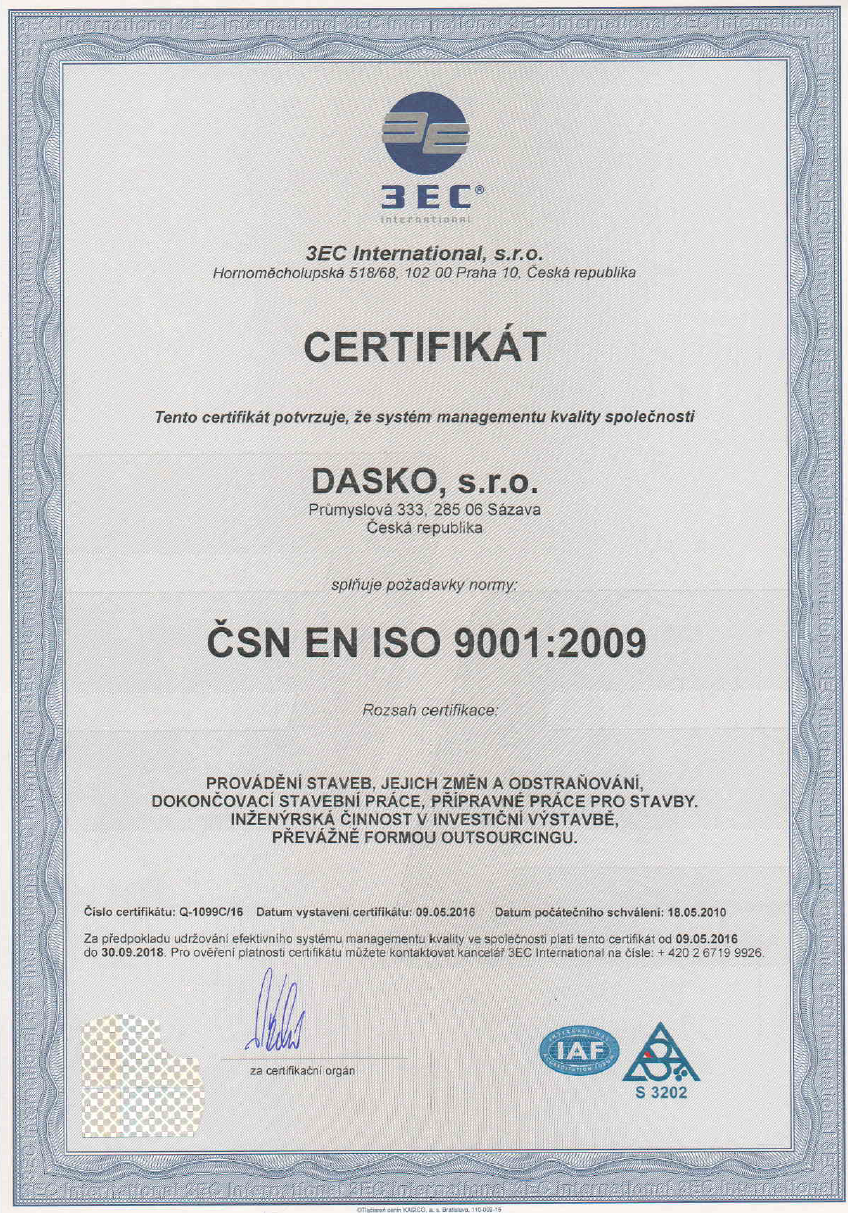 3EC®
International
3EC International, s.r.o.
Hornoměcholupská 518/68, 102 00 Praha 10, Česká republika
CERTIFIKÁT
Tento certifikát potvrzuje, že systém managementu kvality společnosti
DASKO, s.r.o.
Průmyslová 333, 285 06 Sázava
Česká republika
splňuje požadavky normy:
ČSN EN ISO 9001:2009
Rozsah certifikace:
PROVÁDĚNÍ STAVEB, JEJICH ZMĚN A ODSTRAŇOVÁNÍ,
DOKONČOVACÍ STAVEBNÍ PRÁCE, PŘÍPRAVNÉ PRÁCE PRO STAVBY.
INŽENÝRSKÁ ČINNOST V INVESTIČNÍ VÝSTAVBĚ,
PŘEVÁŽNĚ FORMOU OUTSOURCINGU.
Číslo certifikátu: Q-1099C/16 Datum vystavení certifikátu: 09.05.2016 Datum počátečního schválení: 18.05.2010
Za předpokladu udržování efektivního systému managementu kvality ve společnosti platí tento certifikát od 09.05.2016
do 30.09.2018. Pro ověření platnosti certifikátu můžete kontaktovat kancelář 3EC International na čísle: + 420 2 6719 9926.
za certifikační orgán
IAF
S 3202